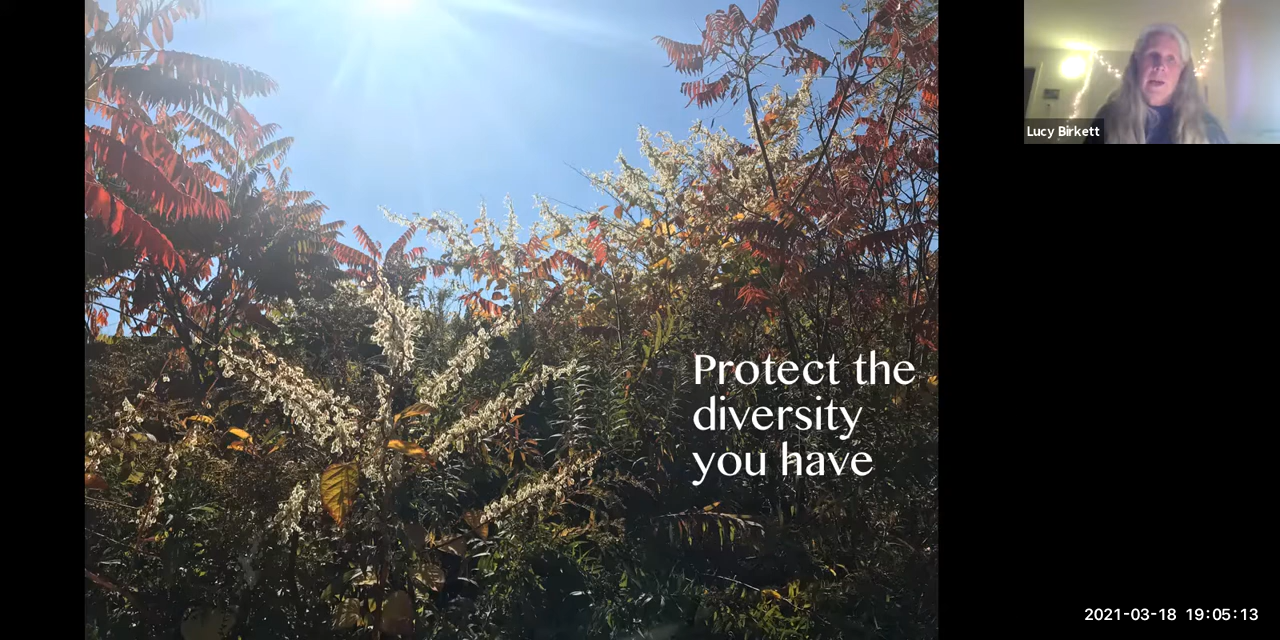 Lucy Birkett
Protect the
diversity
you have
2021-03-18 19:05:13